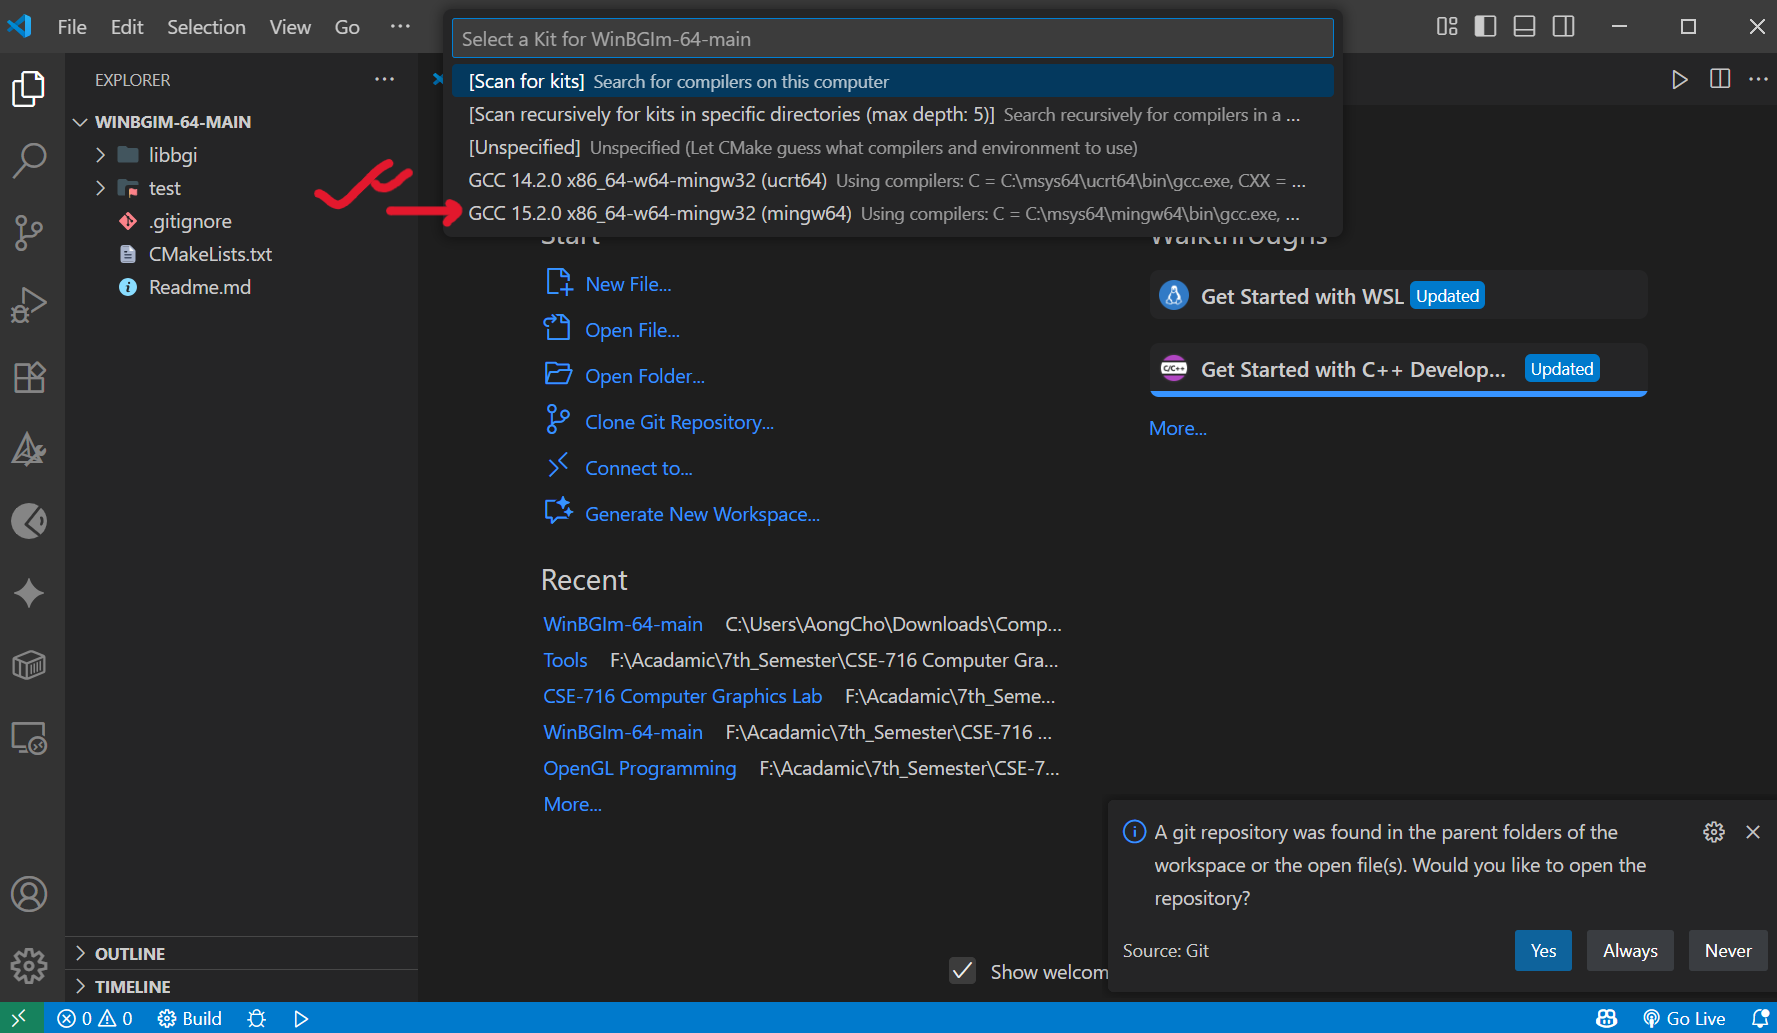 File Edit Selection View Go ···
Select a Kit for WinBGIm-64-main
[Scan for kits] Search for compilers on this computer
[Scan recursively for kits in specific directories (max depth: 5)] Search recursively for compilers in a ...
[Unspecified] Unspecified (Let CMake guess what compilers and environment to use)
GCC 14.2.0 x86_64-w64-mingw32 (ucrt64) Using compilers: C = C:\msys64\ucrt64\bin\gcc.exe, CXX = ...
GCC 15.2.0 x86_64-w64-mingw32 (mingw64) Using compilers: C = C:\msys64\mingw64\bin\gcc.exe, ...
EXPLORER ···
WINBGIM-64-MAIN
libbgi
test
.gitignore
CMakeLists.txt
Readme.md
OUTLINE
TIMELINE
Start
New File...
Open File...
Open Folder...
Clone Git Repository...
Connect to...
Generate New Workspace...
Recent
WinBGIm-64-main C:\Users\AongCho\Downloads\Comp...
Tools F:\Acadamic\7th_Semester\CSE-716 Computer Gra...
CSE-716 Computer Graphics Lab F:\Acadamic\7th_Seme...
WinBGIm-64-main F:\Acadamic\7th_Semester\CSE-716 ...
OpenGL Programming F:\Acadamic\7th_Semester\CSE-7...
More...
Walkthroughs
Get Started with WSL Updated
C/C++ Get Started with C++ Develop... Updated
More...
Show welcom
A git repository was found in the parent folders of the
workspace or the open file(s). Would you like to open the
repository?
Source: Git Yes Always Never
0 0 Build Go Live